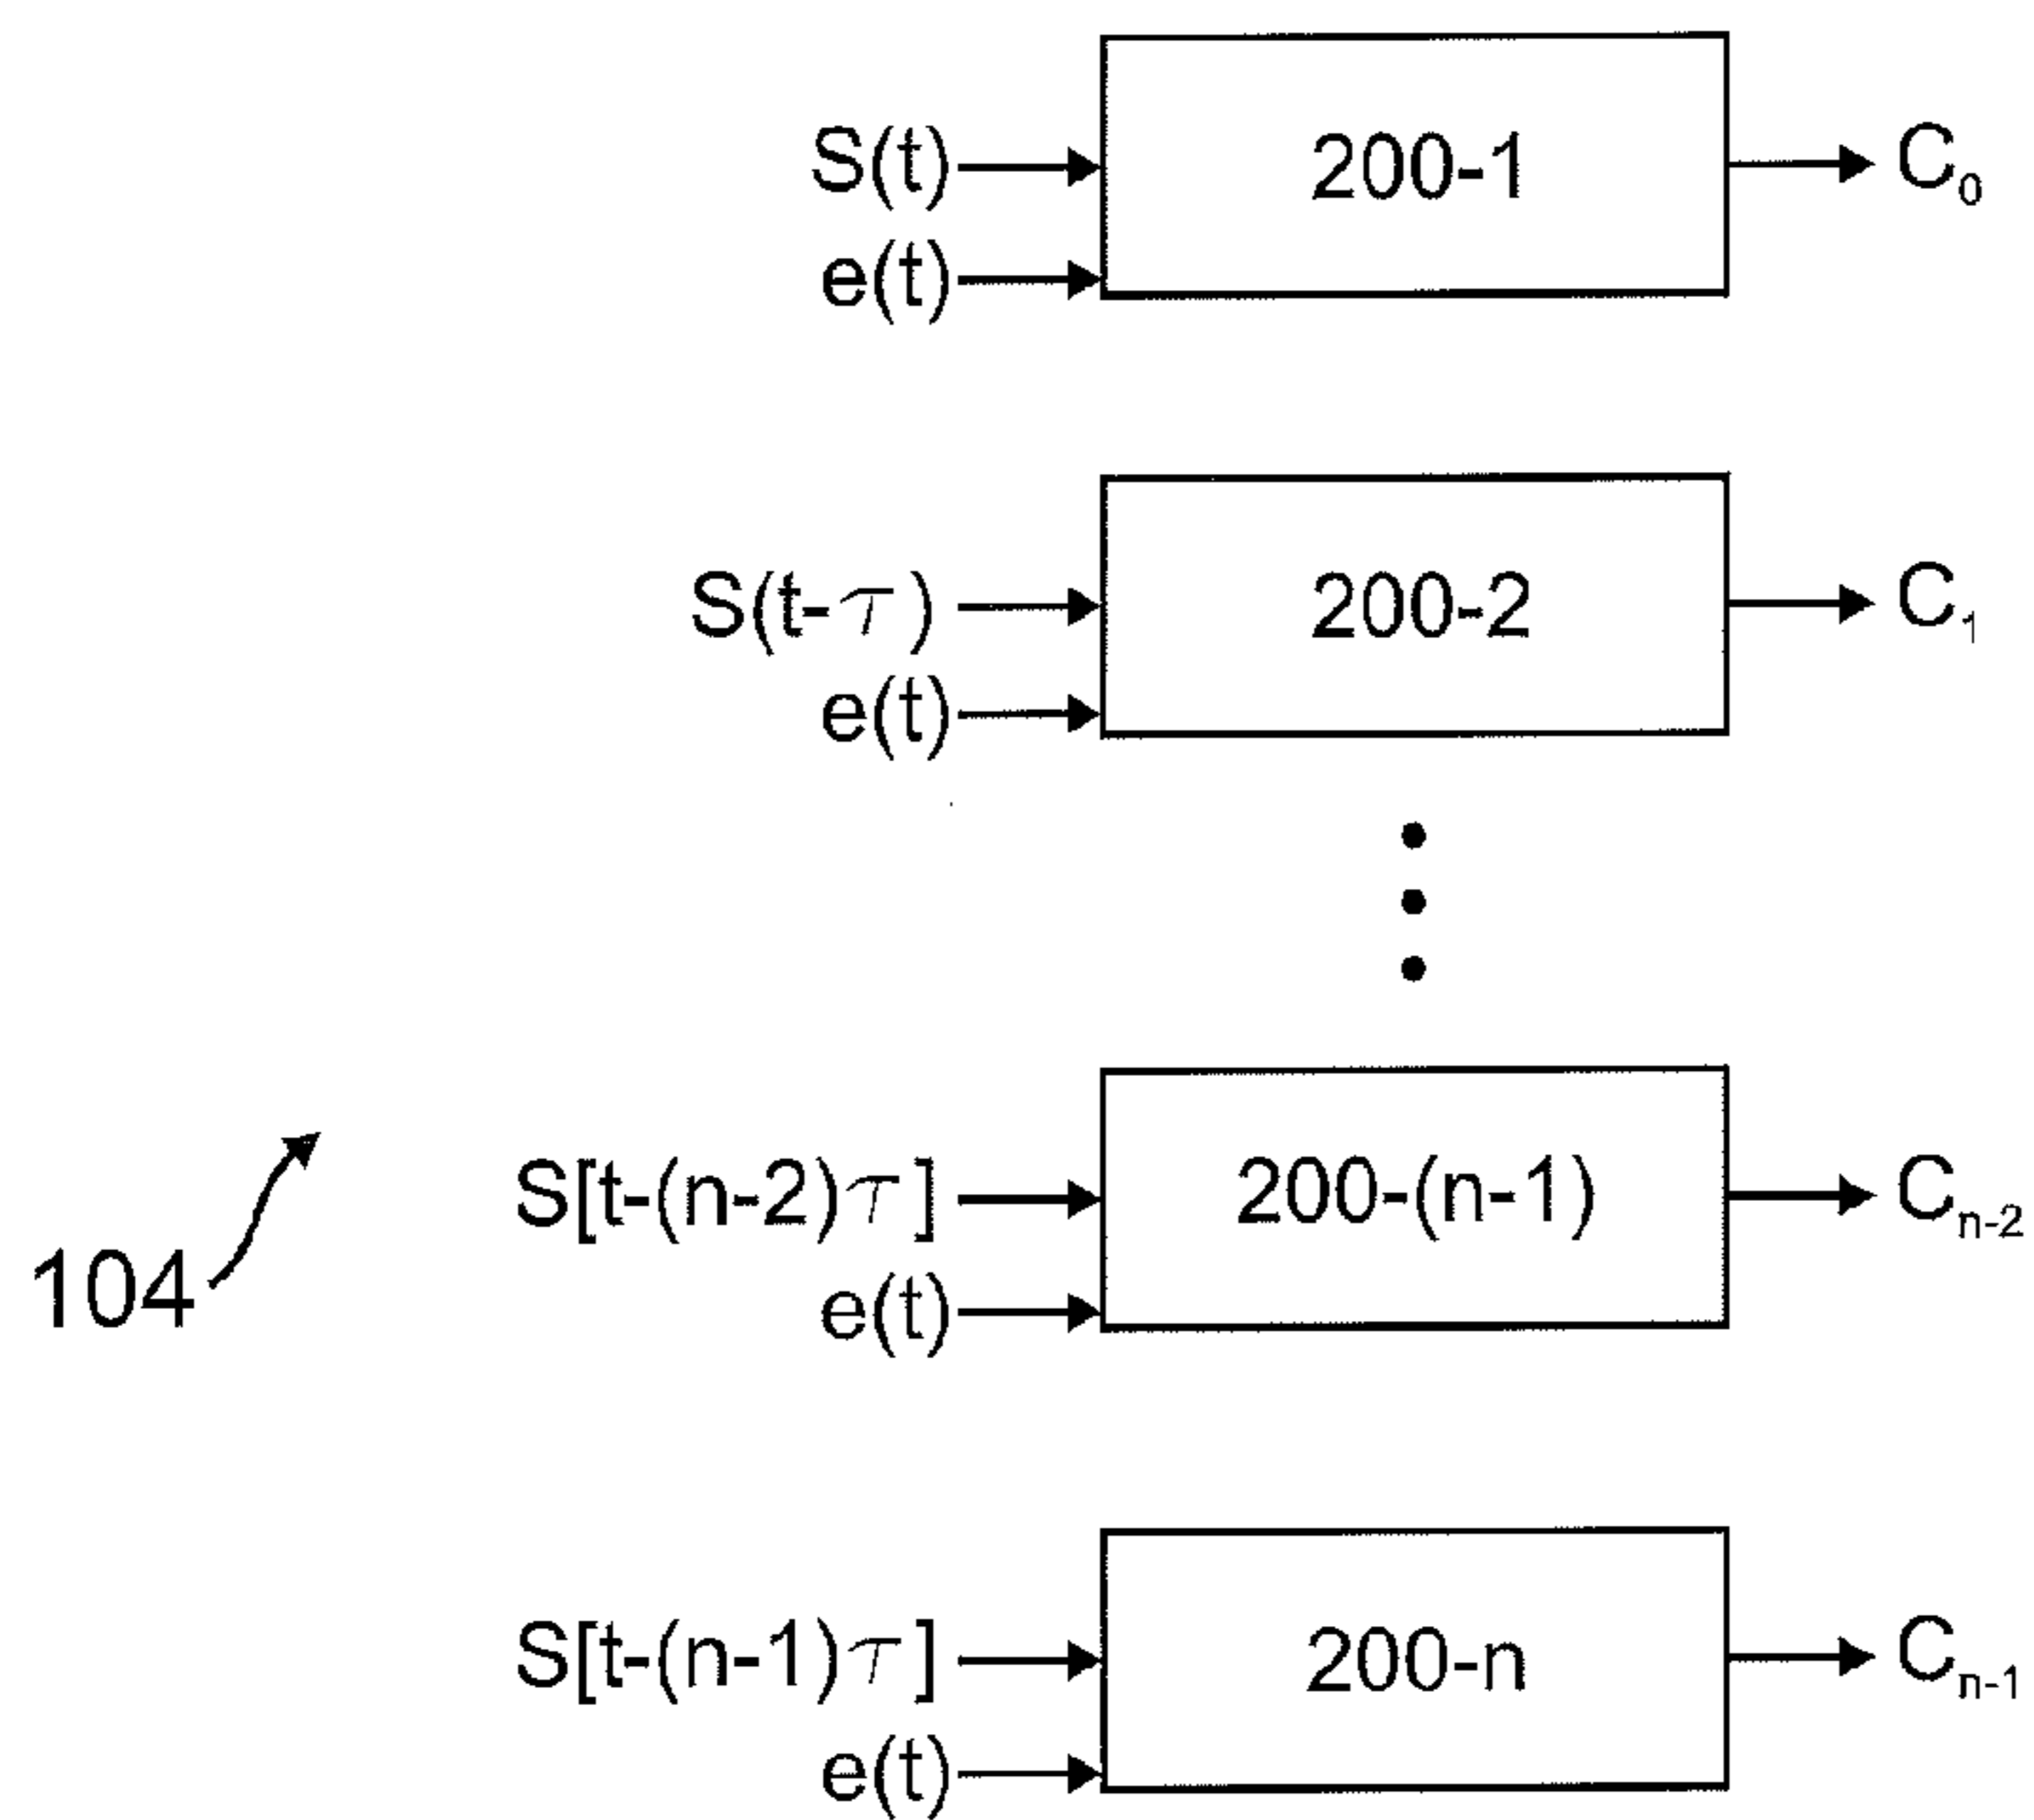 S(t) 200-1 C₀
e(t)
S(t-τ) 200-2 C₁
e(t)
S[t-(n-2)τ] 200-(n-1) Cₙ₋₂
104
e(t)
S[t-(n-1)τ] 200-n Cₙ₋₁
e(t)